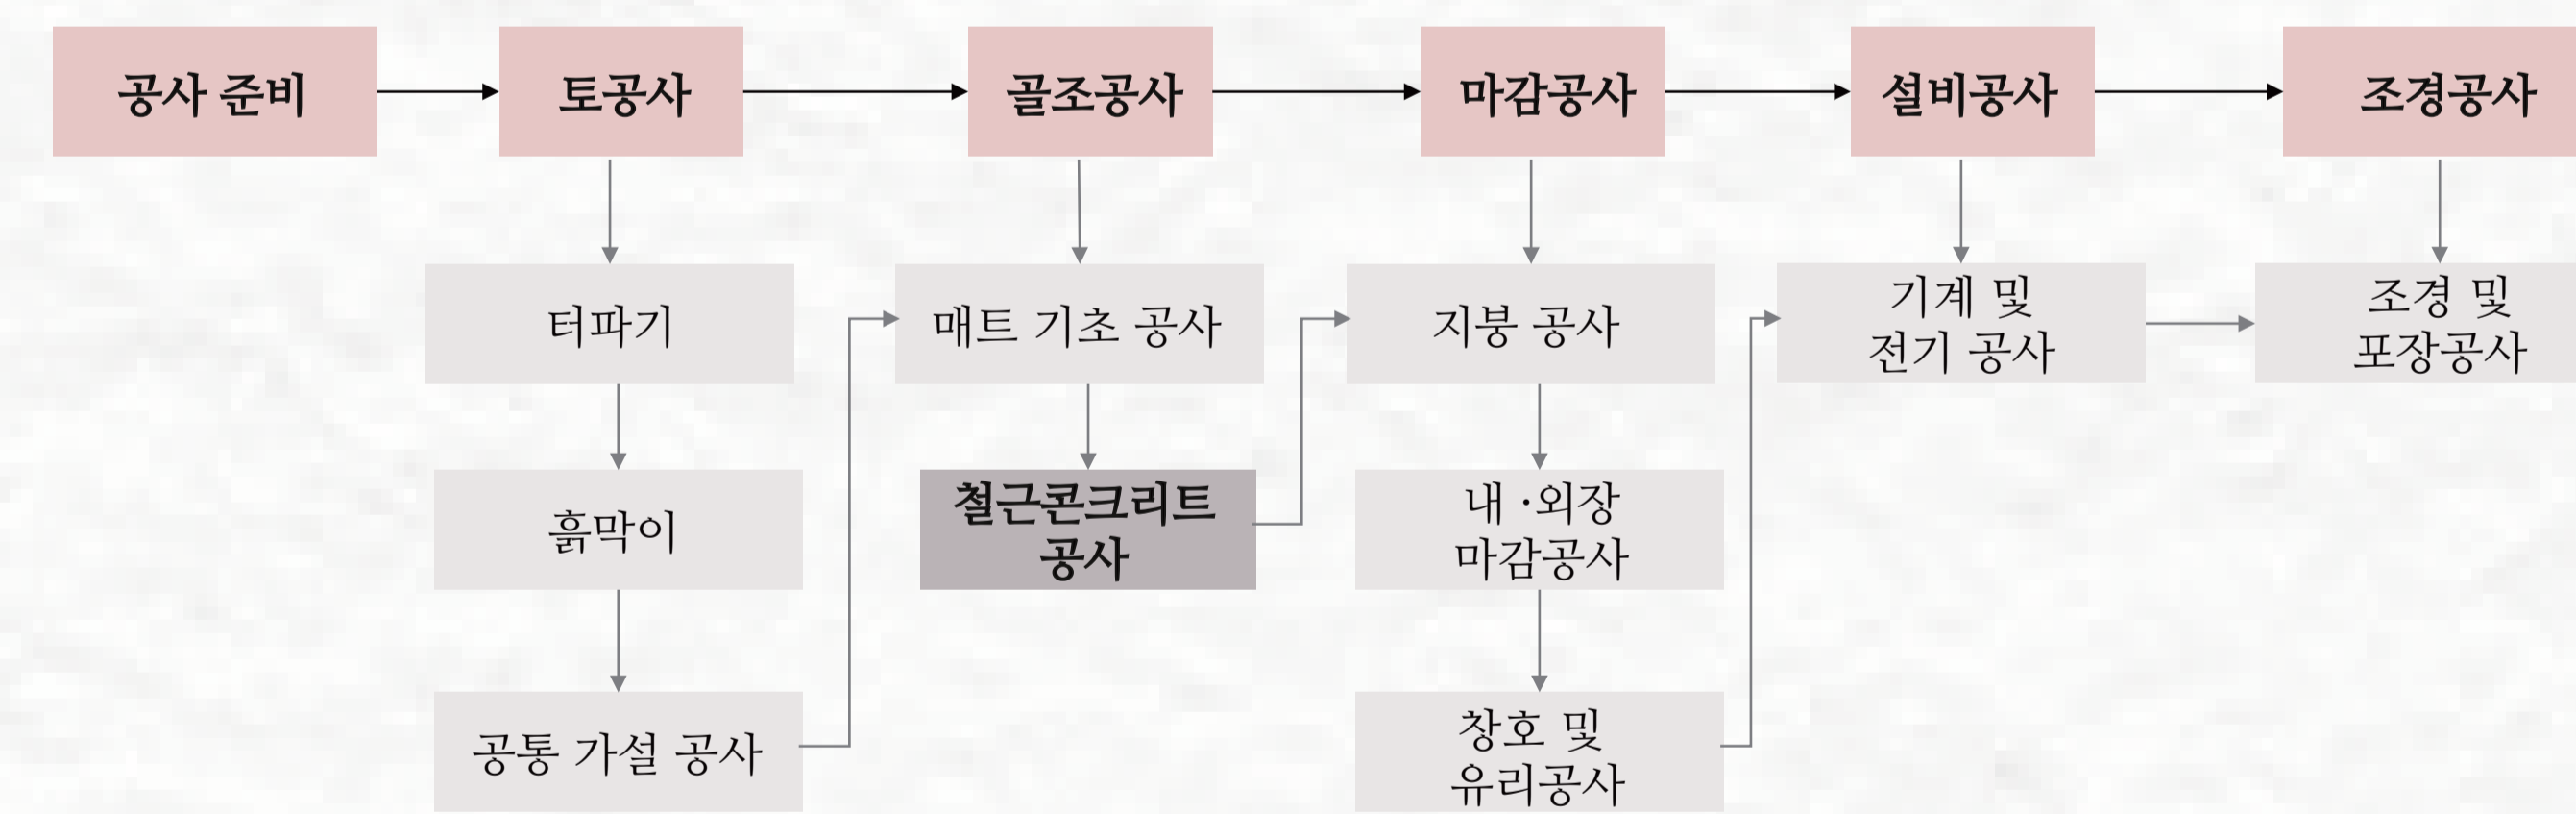 공사 준비
토공사
골조공사
마감공사
설비공사
조경공사
터파기
매트 기초 공사
지붕 공사
기계 및
전기 공사
조경 및
포장공사
흙막이
철근콘크리트
공사
내 ·외장
마감공사
공통 가설 공사
창호 및
유리공사